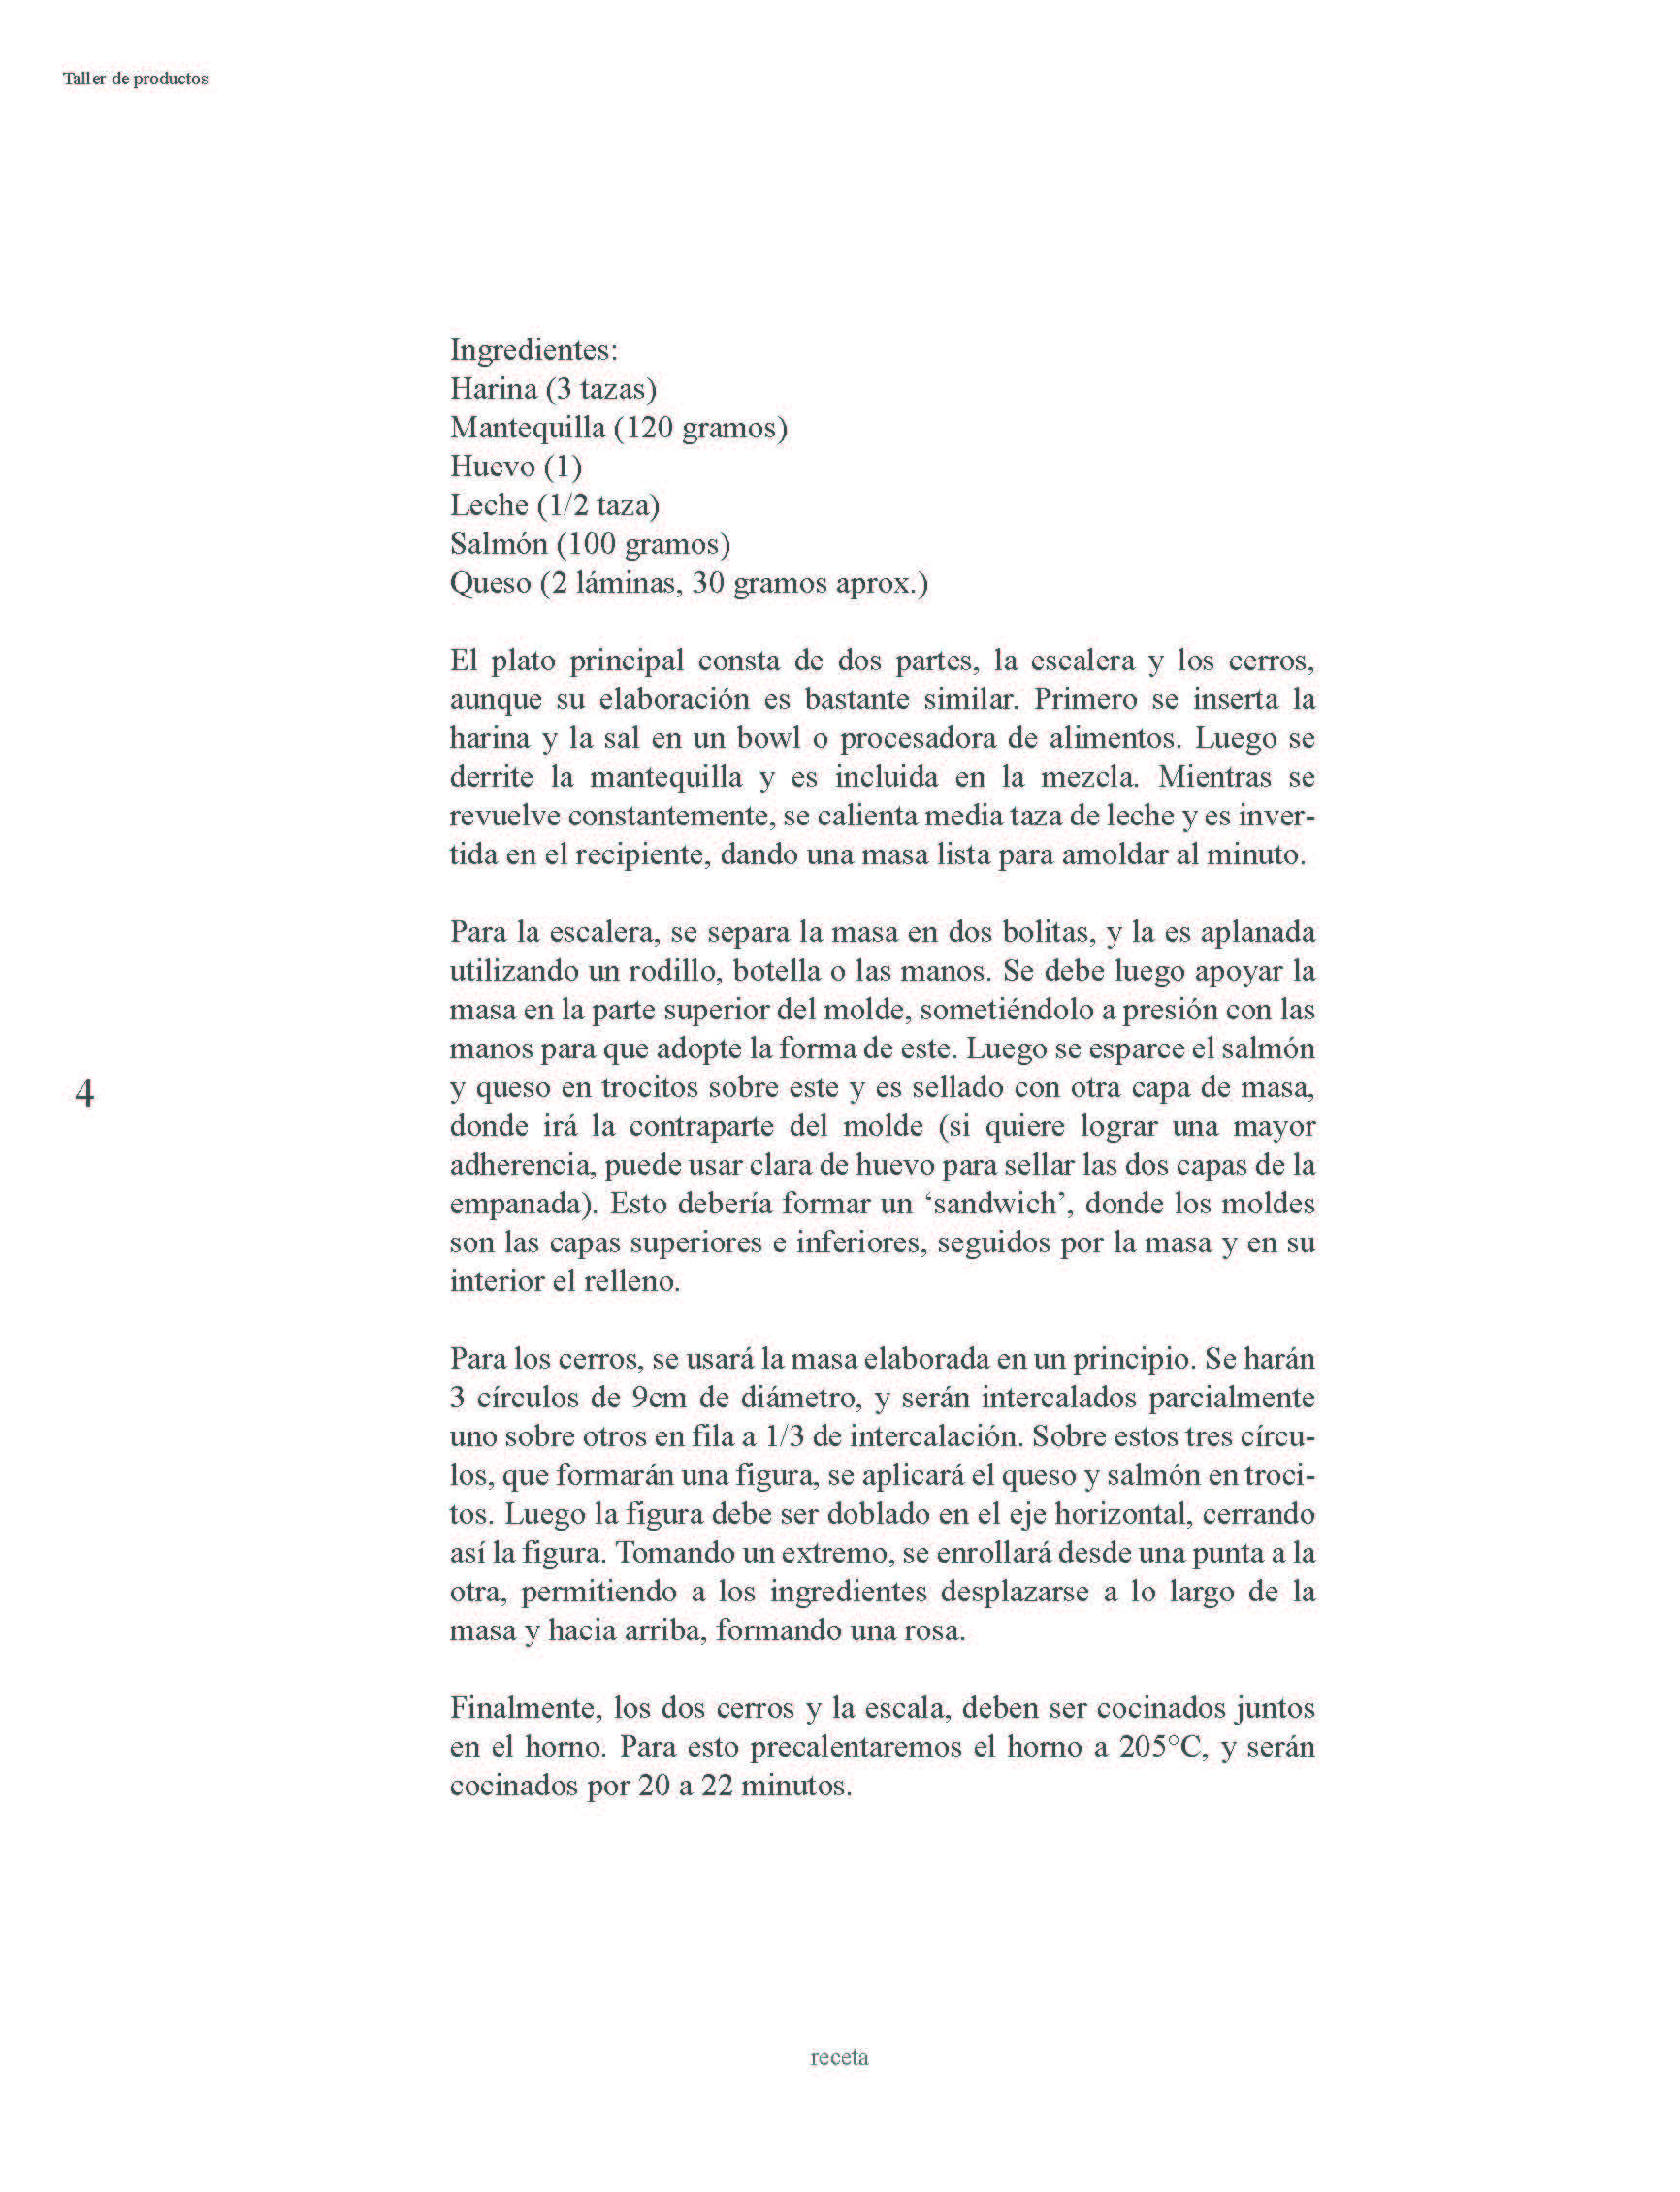 Taller de productos
Ingredientes:
Harina (3 tazas)
Mantequilla (120 gramos)
Huevo (1)
Leche (1/2 taza)
Salmón (100 gramos)
Queso (2 láminas, 30 gramos aprox.)
El plato principal consta de dos partes, la escalera y los cerros,
aunque su elaboración es bastante similar. Primero se inserta la
harina y la sal en un bowl o procesadora de alimentos. Luego se
derrite la mantequilla y es incluida en la mezcla. Mientras se
revuelve constantemente, se calienta media taza de leche y es inver-
tida en el recipiente, dando una masa lista para amoldar al minuto.
Para la escalera, se separa la masa en dos bolitas, y la es aplanada
utilizando un rodillo, botella o las manos. Se debe luego apoyar la
masa en la parte superior del molde, sometiéndolo a presión con las
manos para que adopte la forma de este. Luego se esparce el salmón
y queso en trocitos sobre este y es sellado con otra capa de masa,
donde irá la contraparte del molde (si quiere lograr una mayor
adherencia, puede usar clara de huevo para sellar las dos capas de la
empanada). Esto debería formar un ‘sandwich’, donde los moldes
son las capas superiores e inferiores, seguidos por la masa y en su
interior el relleno.
Para los cerros, se usará la masa elaborada en un principio. Se harán
3 círculos de 9cm de diámetro, y serán intercalados parcialmente
uno sobre otros en fila a 1/3 de intercalación. Sobre estos tres círcu-
los, que formarán una figura, se aplicará el queso y salmón en troci-
tos. Luego la figura debe ser doblado en el eje horizontal, cerrando
así la figura. Tomando un extremo, se enrollará desde una punta a la
otra, permitiendo a los ingredientes desplazarse a lo largo de la
masa y hacia arriba, formando una rosa.
Finalmente, los dos cerros y la escala, deben ser cocinados juntos
en el horno. Para esto precalentaremos el horno a 205°C, y serán
cocinados por 20 a 22 minutos.
4
receta